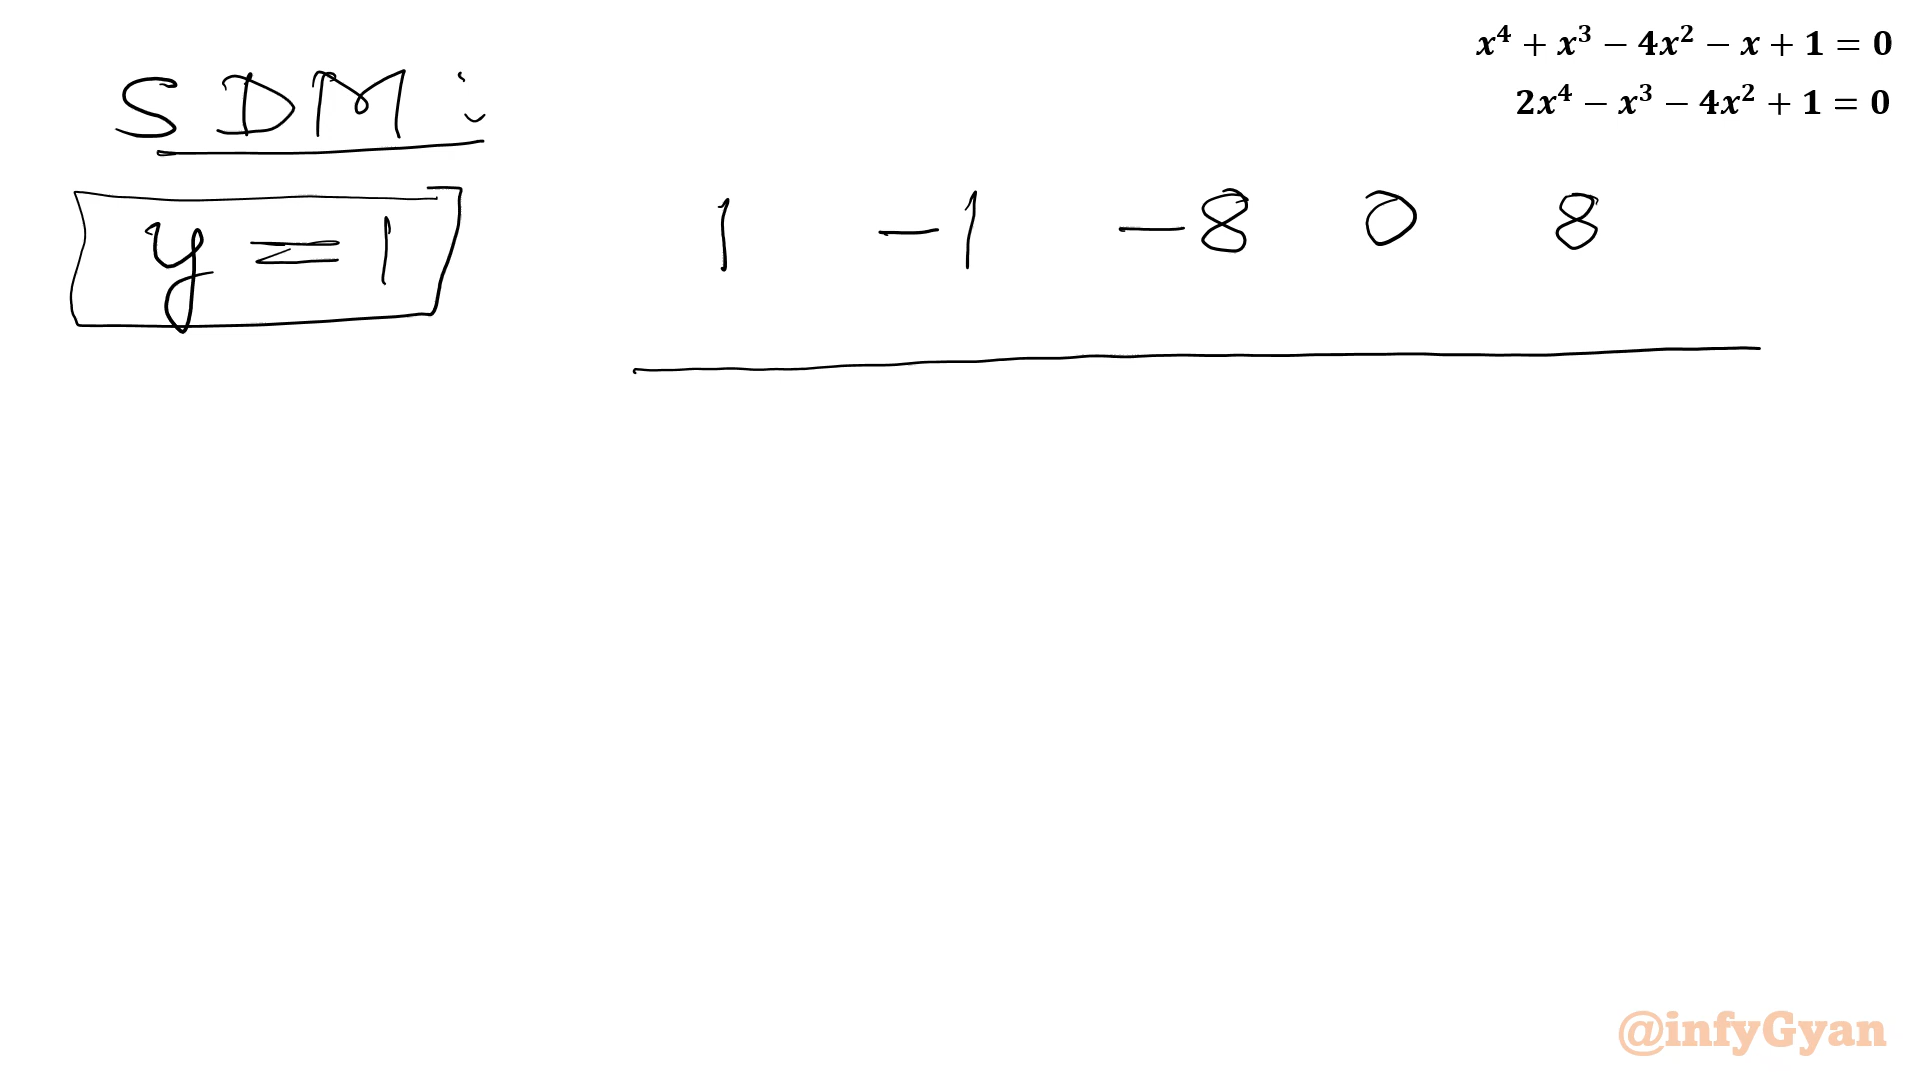 x⁴ + x³ − 4x² − x + 1 = 0
2x⁴ − x³ − 4x² + 1 = 0
SDM:
y = 1
1 −1 −8 0 8
@infyGyan